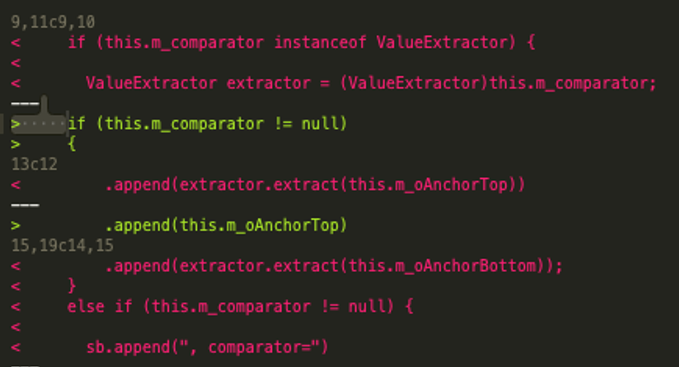 9,11c9,10
<     if (this.m_comparator instanceof ValueExtractor) {
<
<       ValueExtractor extractor = (ValueExtractor)this.m_comparator;
---
>     if (this.m_comparator != null)
>     {
13c12
<         .append(extractor.extract(this.m_oAnchorTop))
---
>         .append(this.m_oAnchorTop)
15,19c14,15
<         .append(extractor.extract(this.m_oAnchorBottom));
<     }
<     else if (this.m_comparator != null) {
<
<       sb.append(", comparator=")
---